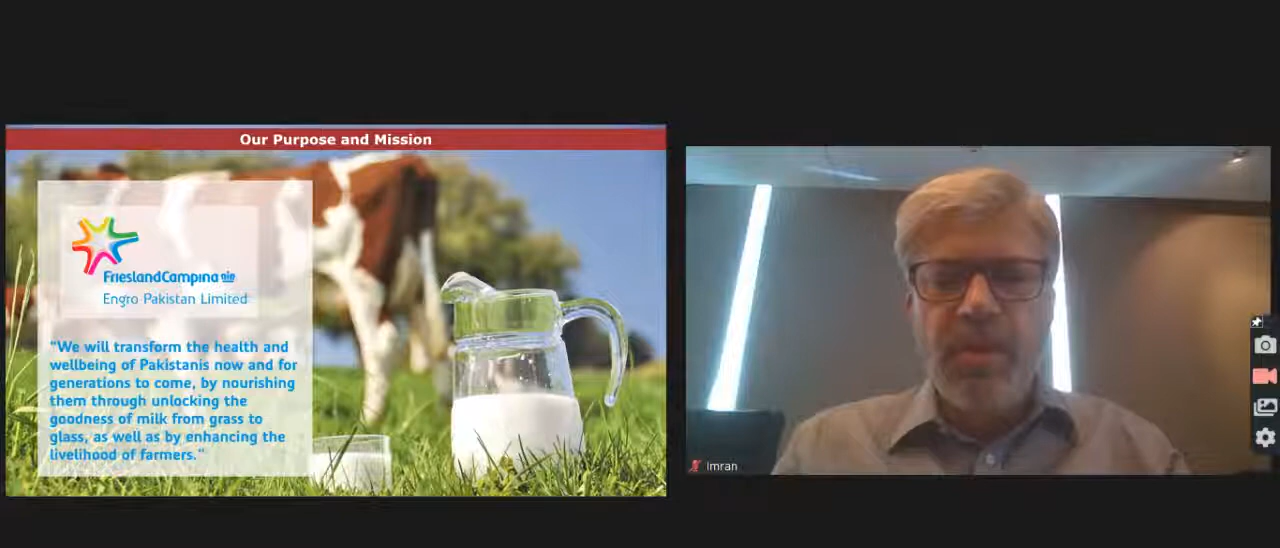 Our Purpose and Mission
FrieslandCampina
Engro Pakistan Limited
“We will transform the health and
wellbeing of Pakistanis now and for
generations to come, by nourishing
them through unlocking the
goodness of milk from grass to
glass, as well as by enhancing the
livelihood of farmers.“
Imran